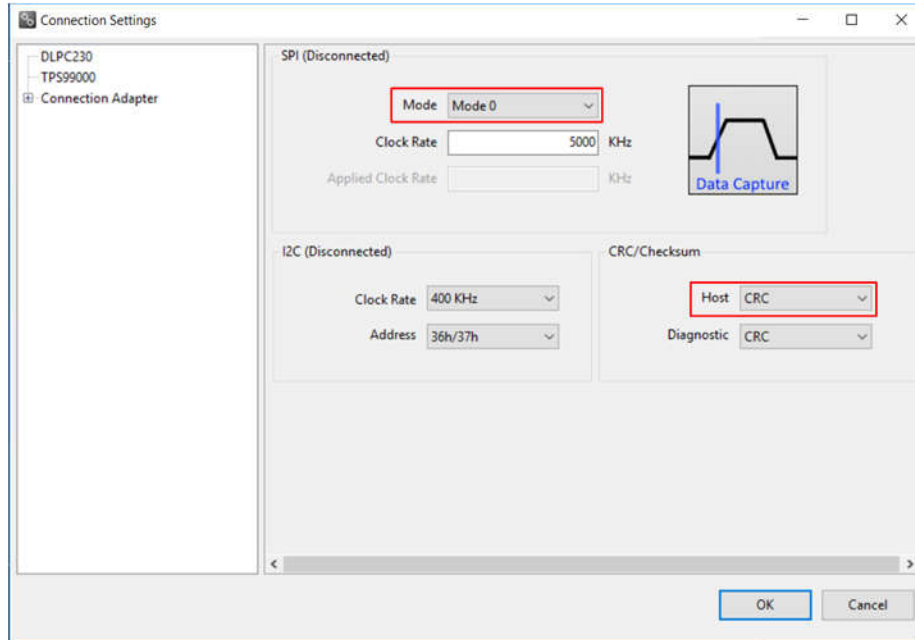 Connection Settings
DLPC230
TPS99000
Connection Adapter
SPI (Disconnected)
Mode Mode 0
Clock Rate 5000 KHz
Applied Clock Rate KHz
Data Capture
I2C (Disconnected)
Clock Rate 400 KHz
Address 36h/37h
CRC/Checksum
Host CRC
Diagnostic CRC
OK Cancel